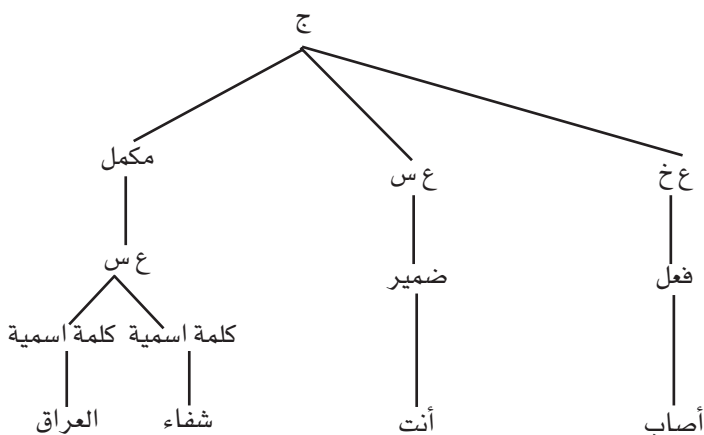 ج
ع خ ع س مكمل
ع س
فعل ضمير
كلمة اسمية كلمة اسمية
أصاب أنت شفاء العراق